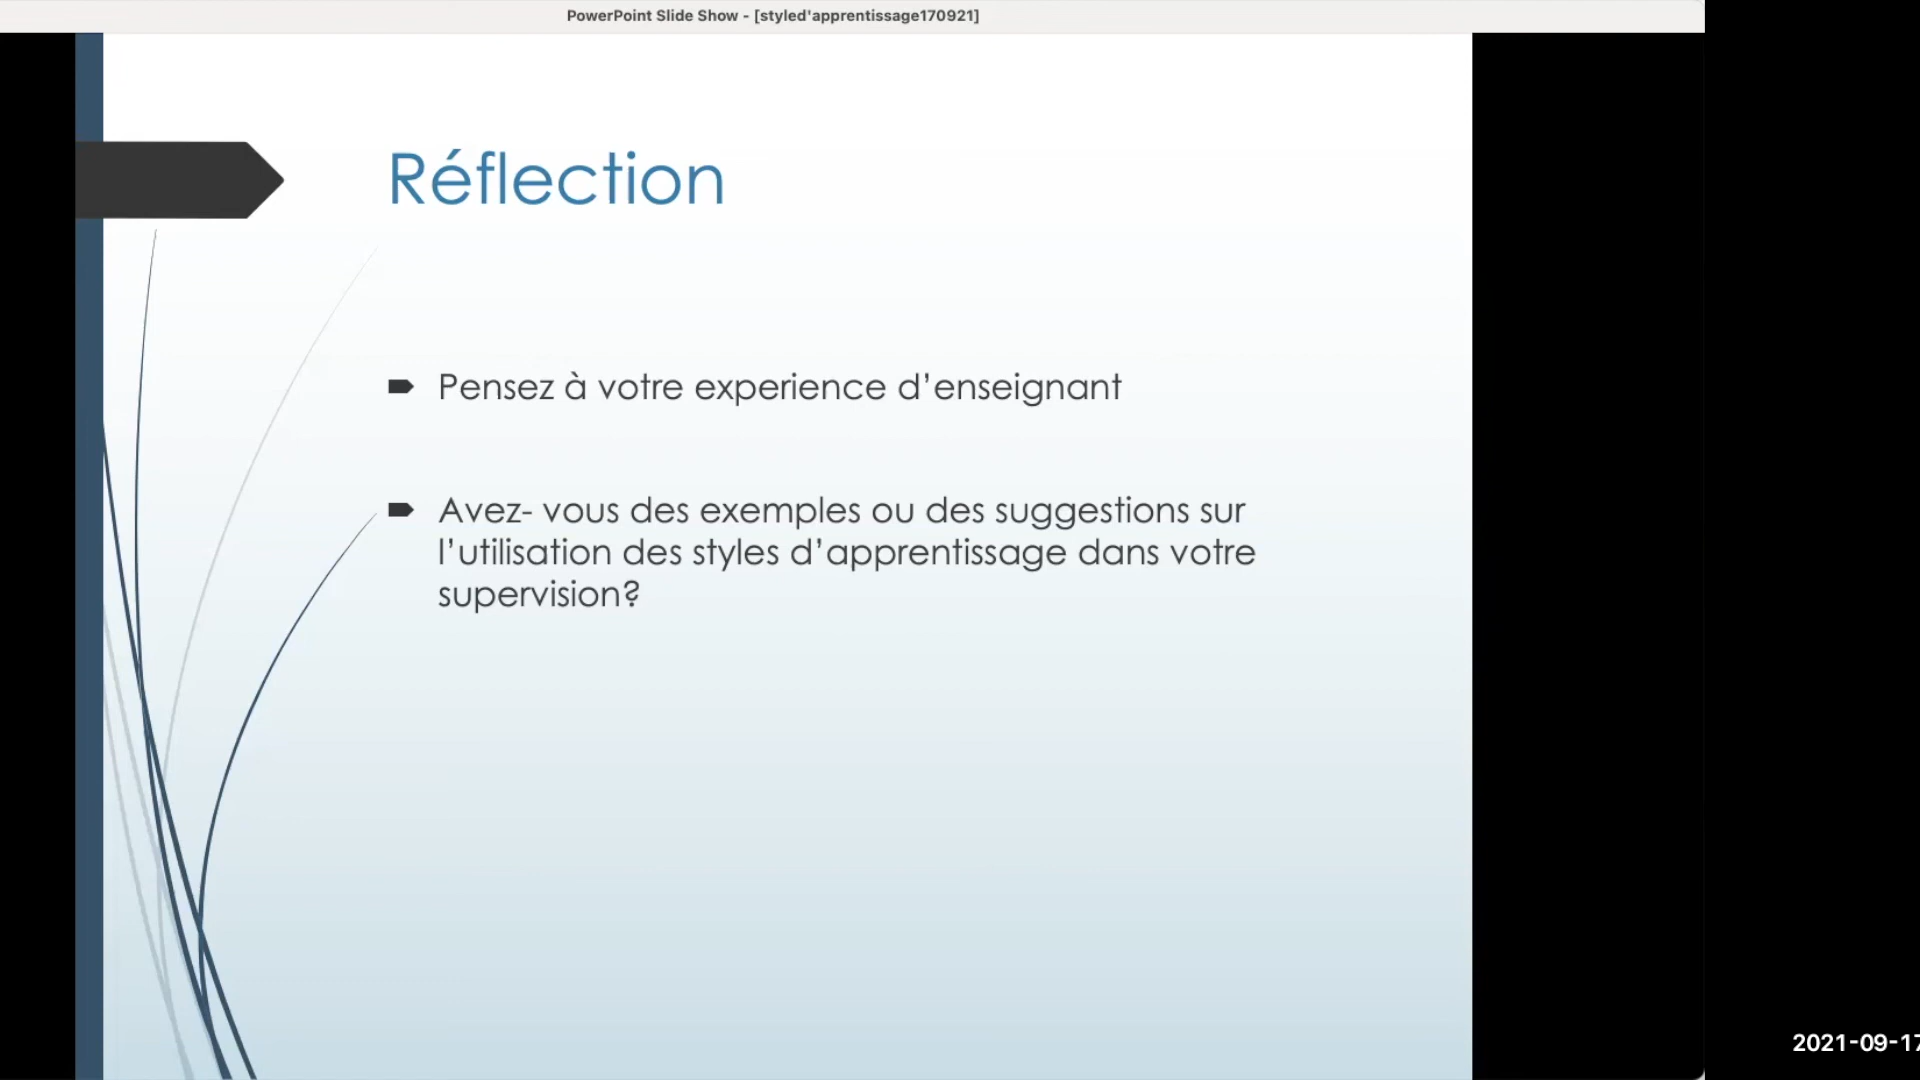 PowerPoint Slide Show - [styled'apprentissage170921]
Réflection
Pensez à votre experience d’enseignant
Avez- vous des exemples ou des suggestions sur
l’utilisation des styles d’apprentissage dans votre
supervision?
2021-09-17